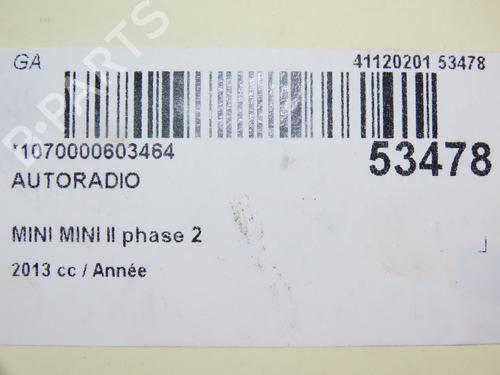 GA
41120201 53478
*1070000603464
53478
AUTORADIO
MINI MINI II phase 2
2013 cc / Année
B-PARTS